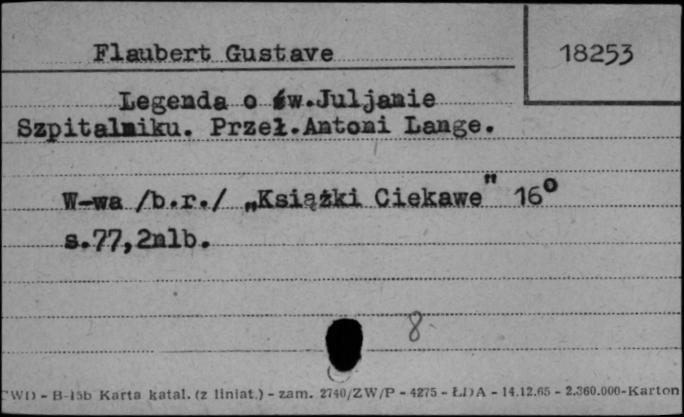 Flaubert Gustave
18253
Legenda o św.Juljanie
Szpitalniku. Przeł.Antoni Lange.
W-wa /b.r./ „Książki Ciekawe" 16°
s.77,2nlb.
8
CWD - B-15b Karta katal. (z liniat.) - zam. 2740/ZW/P - 4275 - ŁDA - 14.12.65 - 2.360.000-Karton